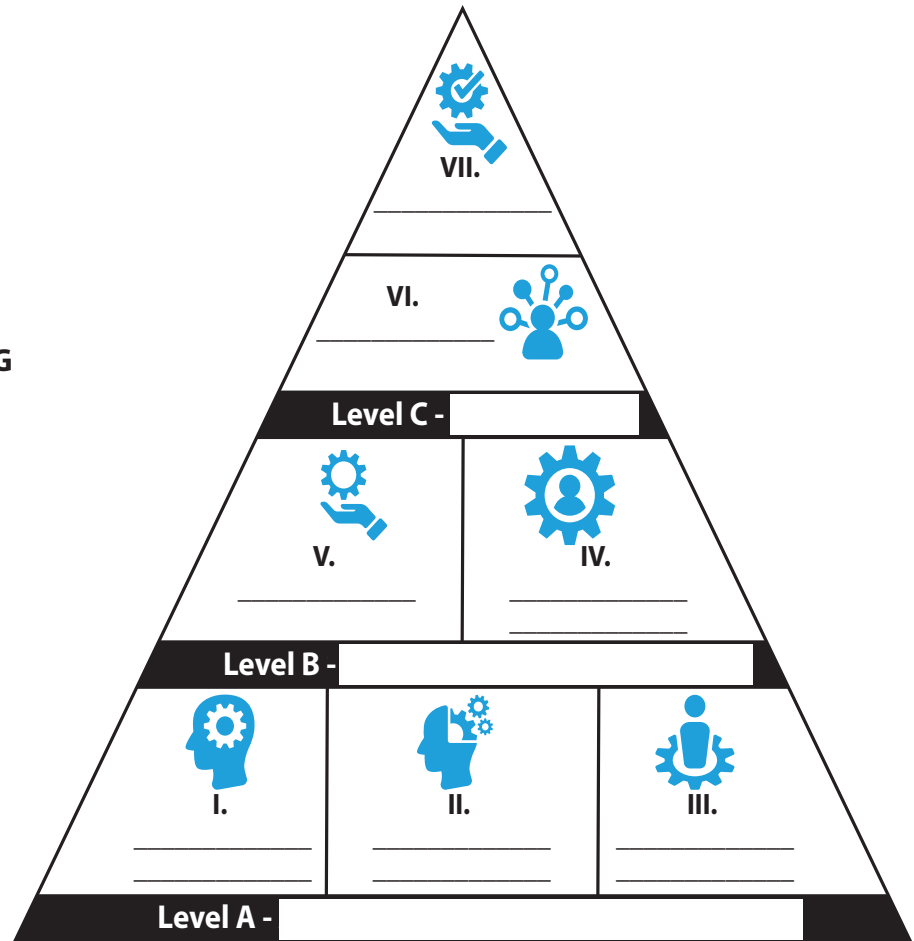 VII.
VI.
G
Level C -
V.
IV.
Level B -
I.
II.
III.
Level A -